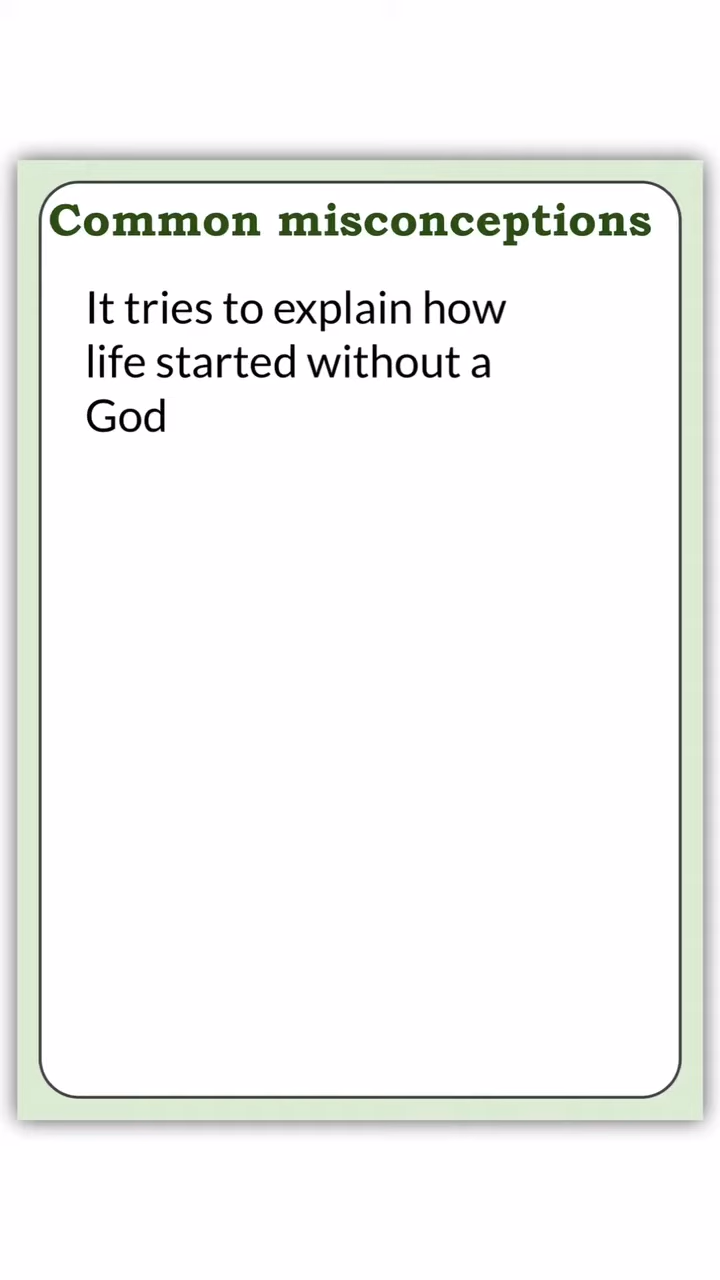 Common misconceptions
It tries to explain how
life started without a
God